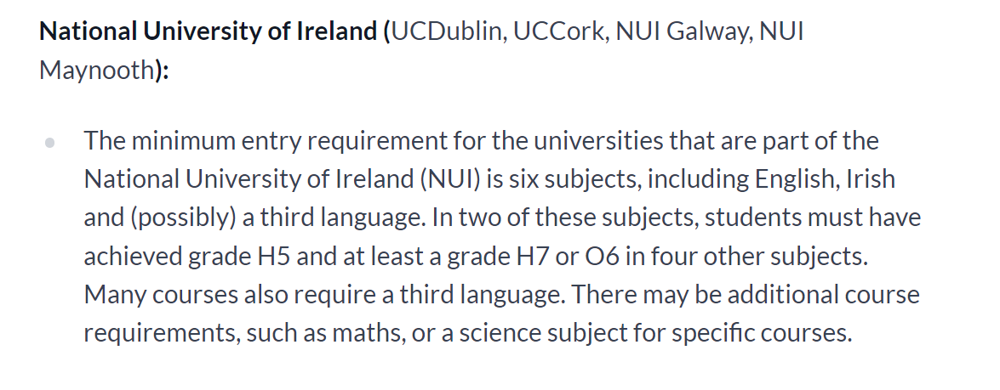 National University of Ireland (UCDublin, UCCork, NUI Galway, NUI
Maynooth):
The minimum entry requirement for the universities that are part of the
National University of Ireland (NUI) is six subjects, including English, Irish
and (possibly) a third language. In two of these subjects, students must have
achieved grade H5 and at least a grade H7 or O6 in four other subjects.
Many courses also require a third language. There may be additional course
requirements, such as maths, or a science subject for specific courses.